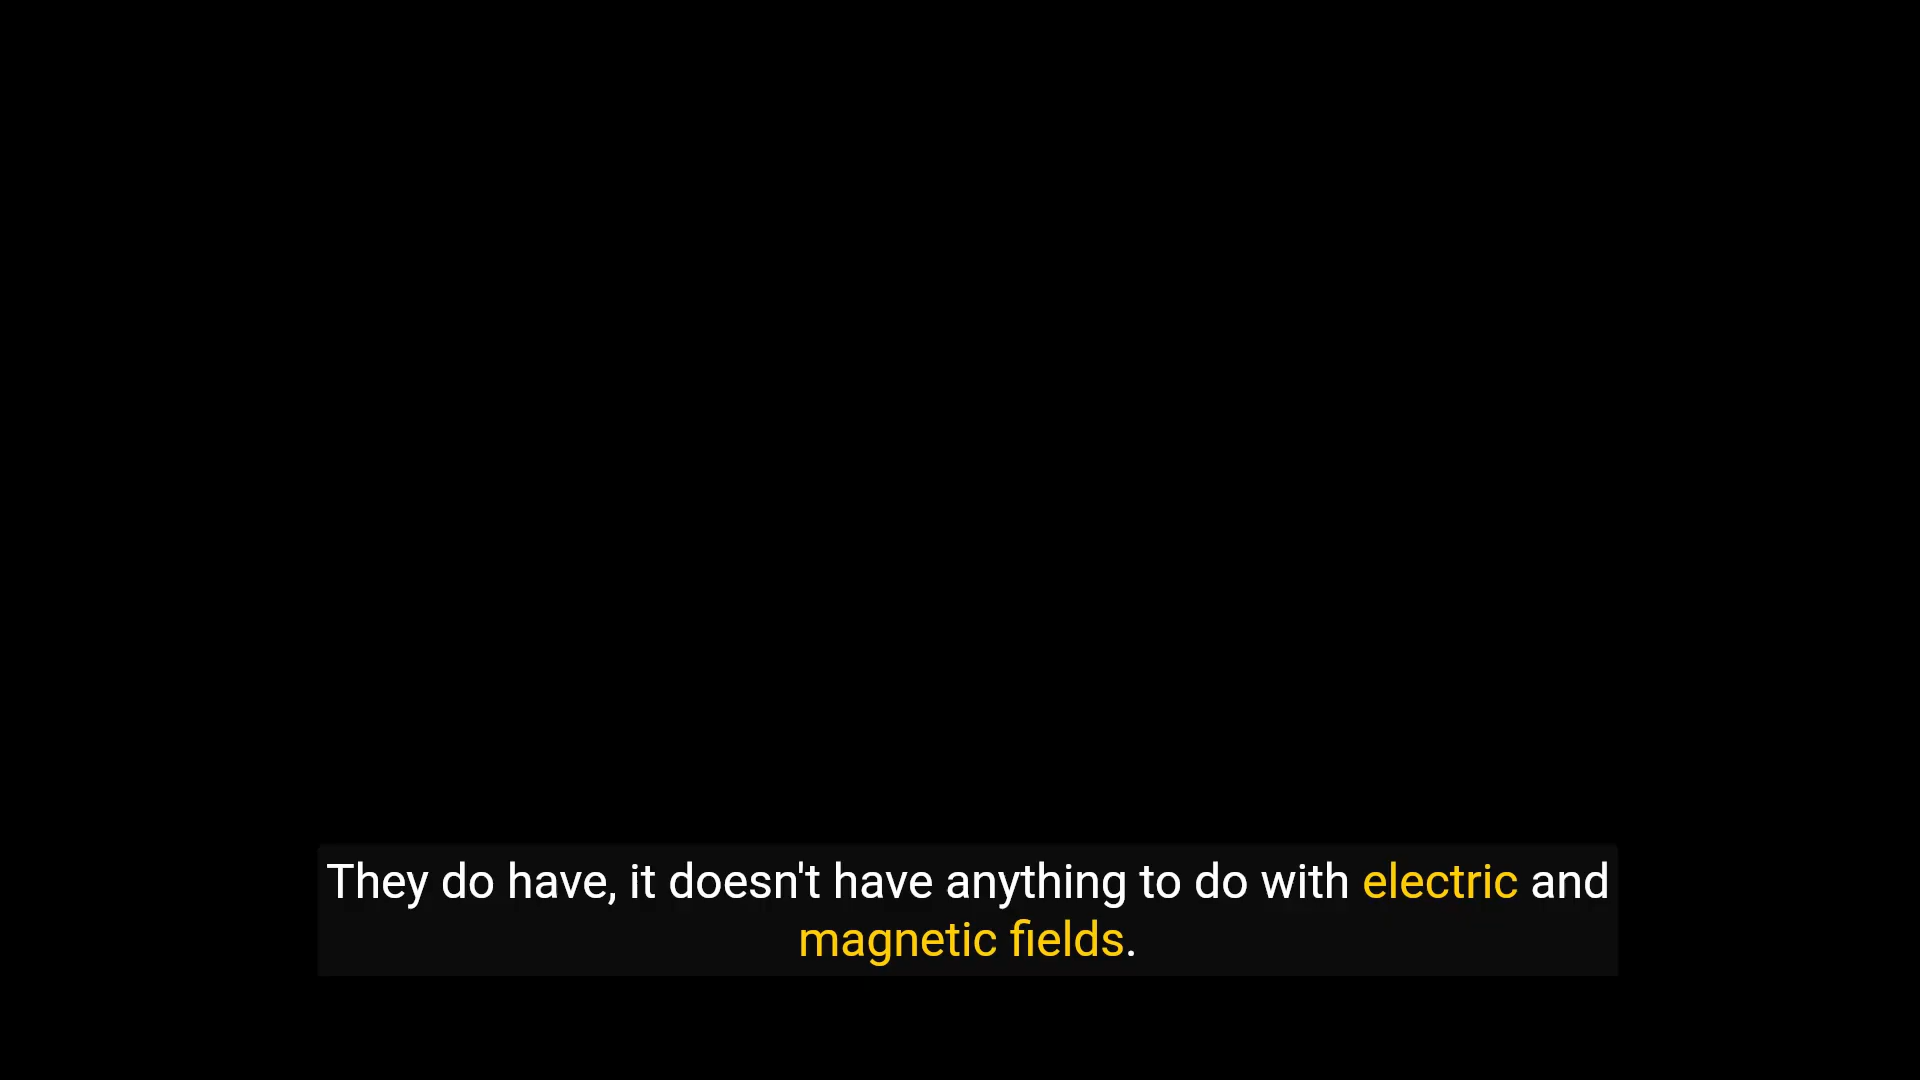 They do have, it doesn't have anything to do with electric and
magnetic fields.